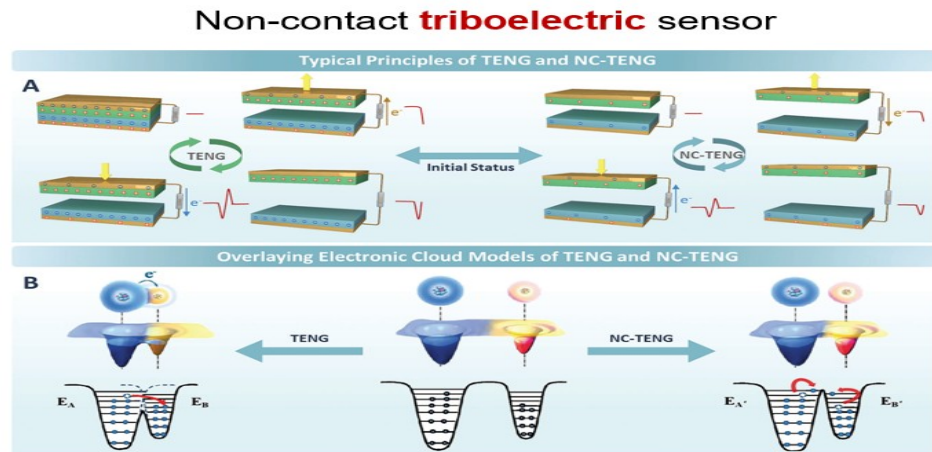 Non-contact triboelectric sensor
Typical Principles of TENG and NC-TENG
A
e⁻
e⁻
TENG
Initial Status
NC-TENG
e⁻
e⁻
Overlaying Electronic Cloud Models of TENG and NC-TENG
B
e⁻
TENG
NC-TENG
E_A
E_B
E_A'
E_B'